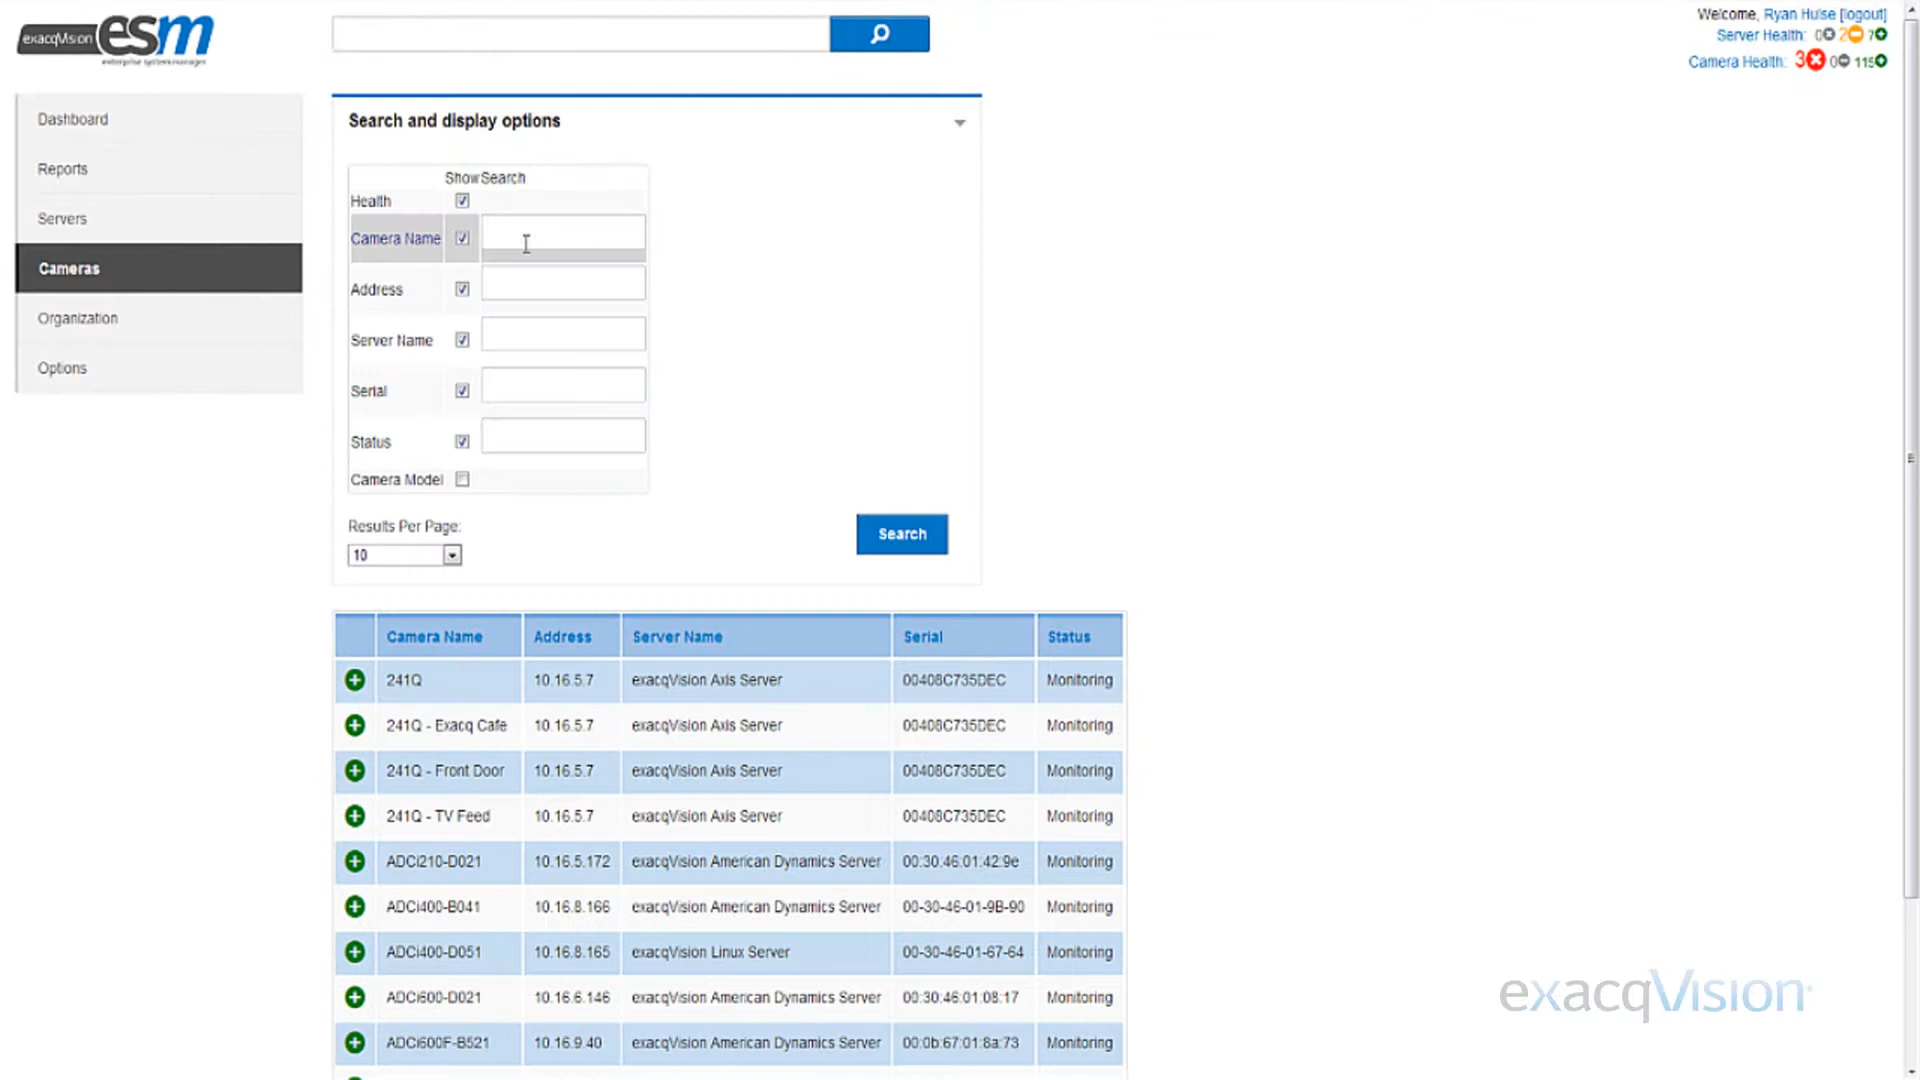 exacqVision esm
enterprise system manager
Welcome, Ryan Hulse [logout]
Server Health: 0 2 7
Camera Health: 3 0 115
Dashboard
Reports
Servers
Cameras
Organization
Options
Search and display options
Show Search
Health
Camera Name
Address
Server Name
Serial
Status
Camera Model
Results Per Page:
10
Search
Camera Name Address Server Name Serial Status
241Q 10.16.5.7 exacqVision Axis Server 00408C735DEC Monitoring
241Q - Exacq Cafe 10.16.5.7 exacqVision Axis Server 00408C735DEC Monitoring
241Q - Front Door 10.16.5.7 exacqVision Axis Server 00408C735DEC Monitoring
241Q - TV Feed 10.16.5.7 exacqVision Axis Server 00408C735DEC Monitoring
ADCi210-D021 10.16.5.172 exacqVision American Dynamics Server 00:30:46:01:42:9e Monitoring
ADCi400-B041 10.16.8.166 exacqVision American Dynamics Server 00-30-46-01-9B-90 Monitoring
ADCi400-D051 10.16.8.165 exacqVision Linux Server 00-30-46-01-67-64 Monitoring
ADCi600-D021 10.16.6.146 exacqVision American Dynamics Server 00:30:46:01:08:17 Monitoring
ADCi600F-B521 10.16.9.40 exacqVision American Dynamics Server 00:0b:67:01:8a:73 Monitoring
exacqVision